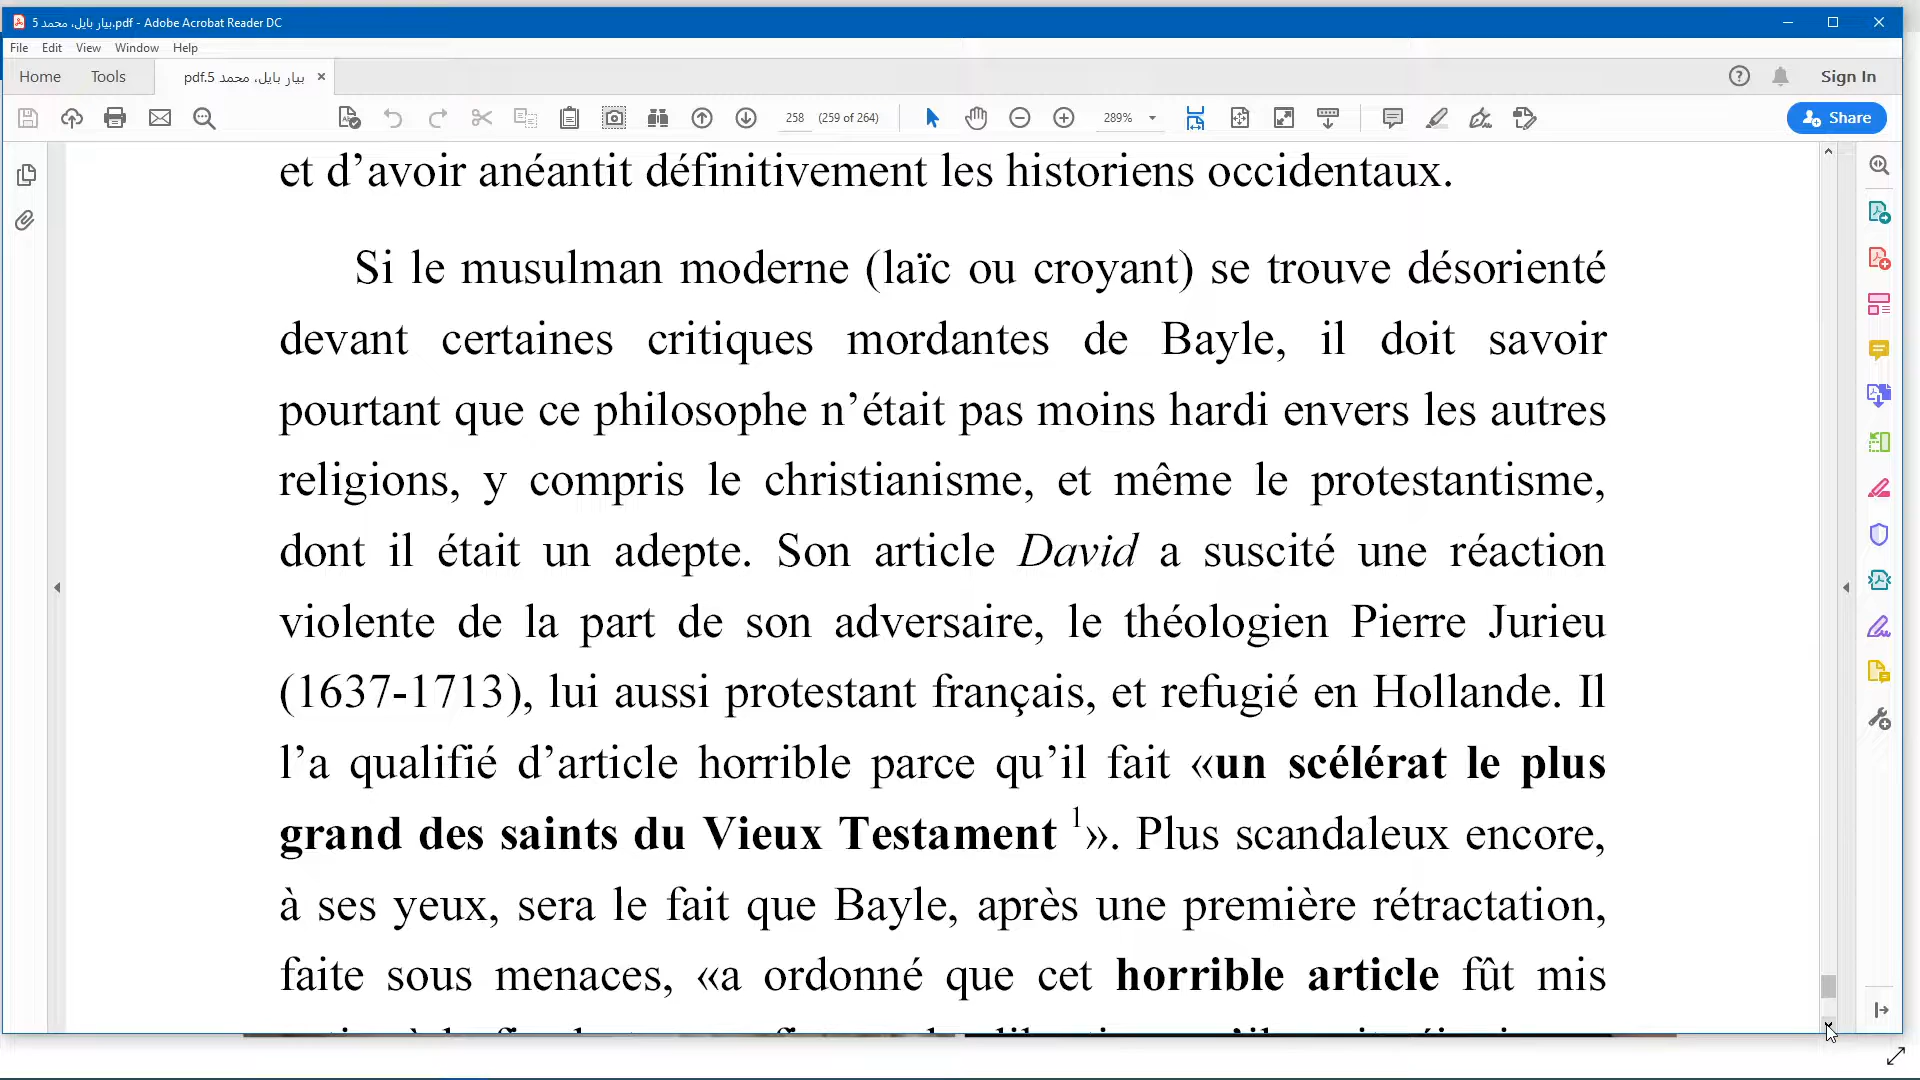 بيار بايل، محمد 5.pdf - Adobe Acrobat Reader DC
File Edit View Window Help
Home Tools بيار بايل، محمد 5.pdf × Sign In
258 (259 of 264) 289% Share
et d’avoir anéantit définitivement les historiens occidentaux.
Si le musulman moderne (laïc ou croyant) se trouve désorienté
devant certaines critiques mordantes de Bayle, il doit savoir
pourtant que ce philosophe n’était pas moins hardi envers les autres
religions, y compris le christianisme, et même le protestantisme,
dont il était un adepte. Son article David a suscité une réaction
violente de la part de son adversaire, le théologien Pierre Jurieu
(1637-1713), lui aussi protestant français, et refugié en Hollande. Il
l’a qualifié d’article horrible parce qu’il fait «un scélérat le plus
grand des saints du Vieux Testament 1». Plus scandaleux encore,
à ses yeux, sera le fait que Bayle, après une première rétractation,
faite sous menaces, «a ordonné que cet horrible article fût mis